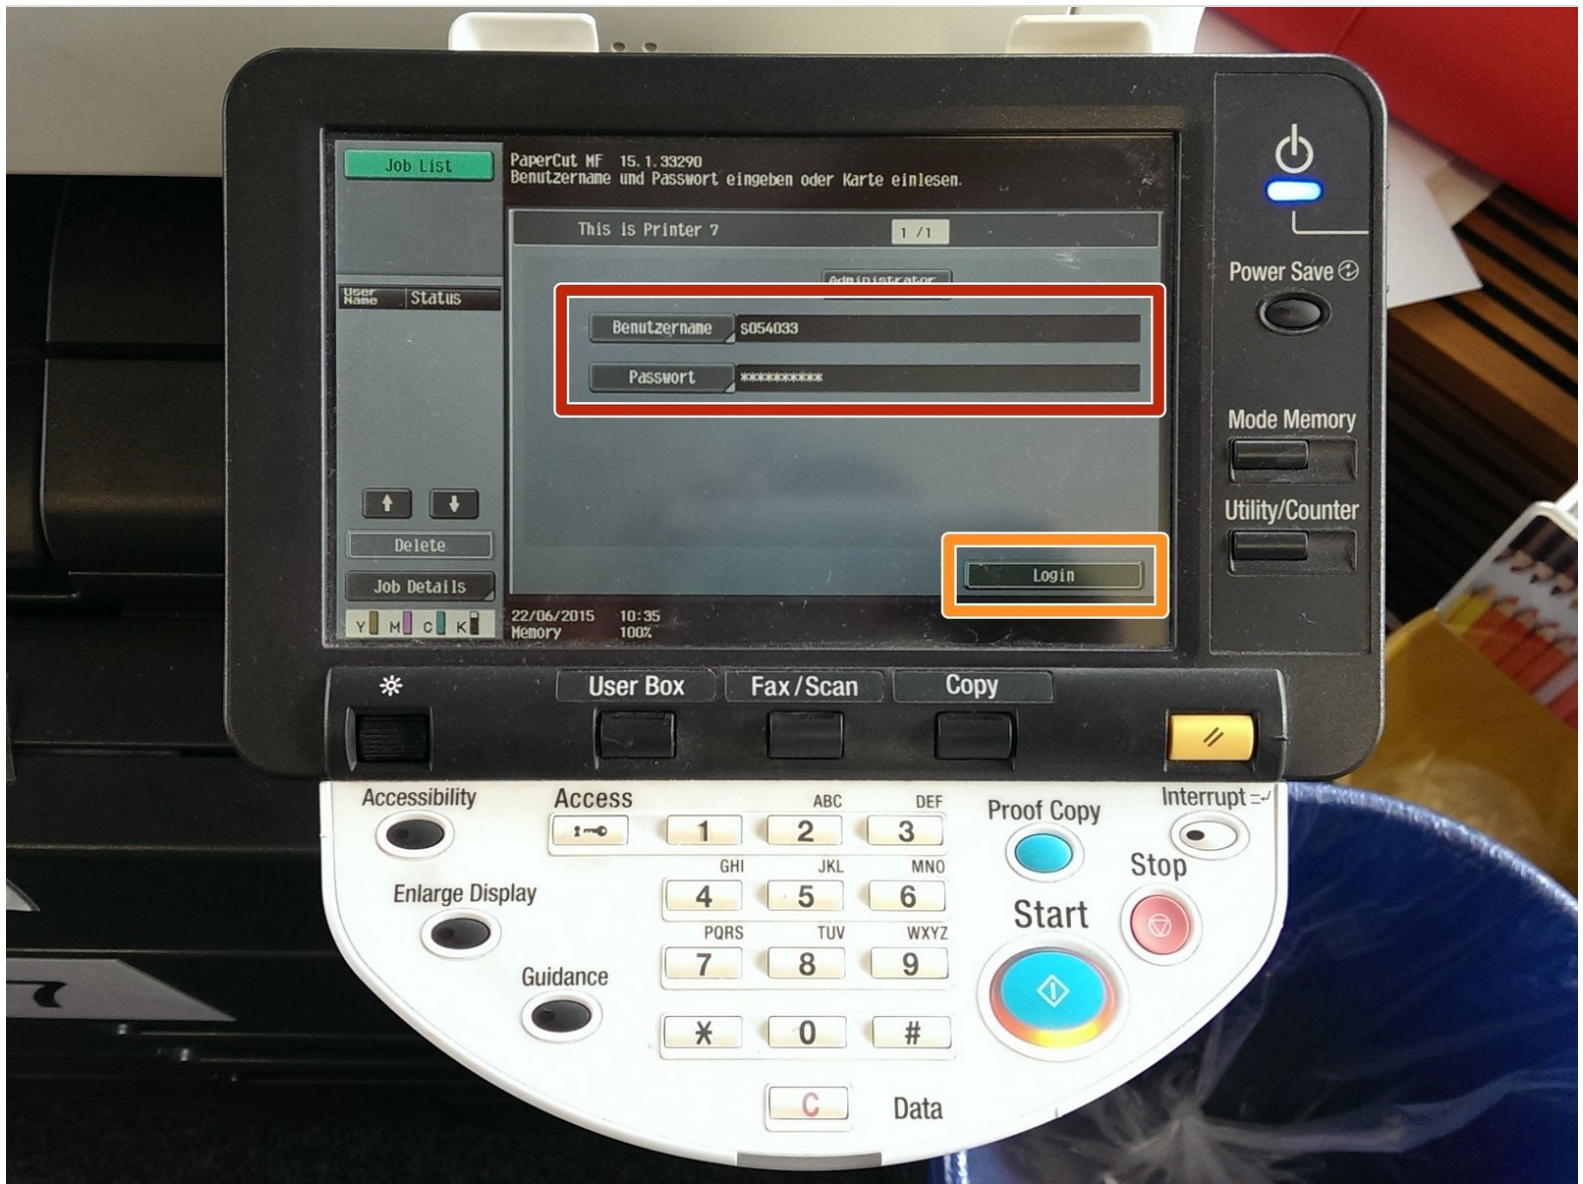 Job List
PaperCut MF 15.1.33290
Benutzername und Passwort eingeben oder Karte einlesen.
This is Printer 7 1 /1
Administrator
User Name Status
Benutzername S054033
Passwort **********
Delete
Job Details
Login
Y M C K
22/06/2015 10:35
Memory 100%
Power Save
Mode Memory
Utility/Counter
User Box Fax/Scan Copy
Accessibility
Access
Enlarge Display
Guidance
ABC DEF
1 2 3
GHI JKL MNO
4 5 6
PQRS TUV WXYZ
7 8 9
* 0 #
C Data
Proof Copy
Interrupt
Stop
Start